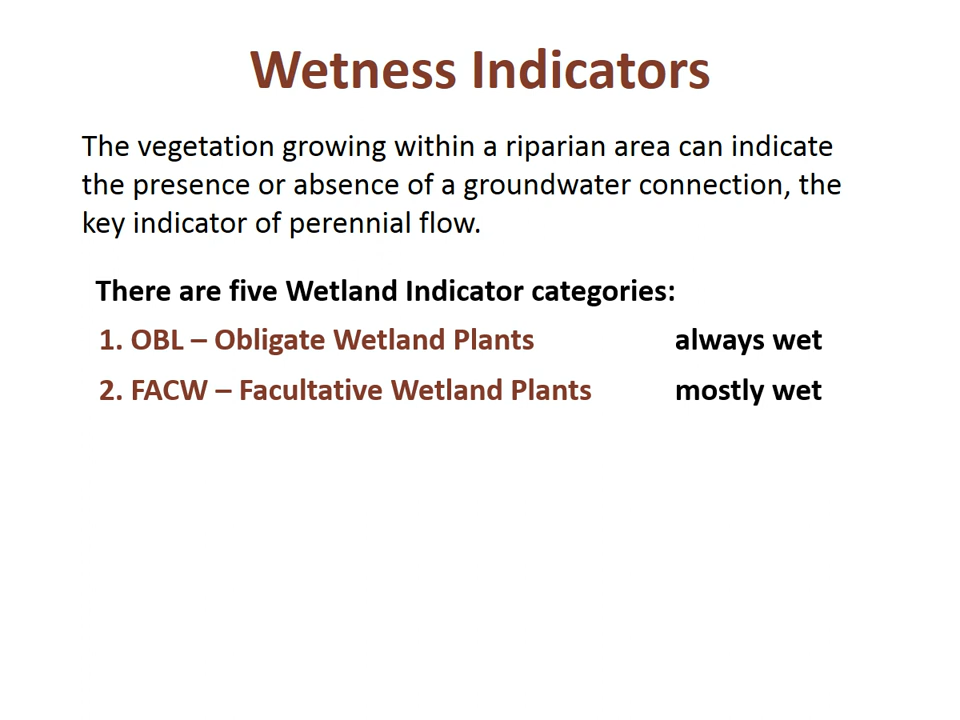 Wetness Indicators
The vegetation growing within a riparian area can indicate
the presence or absence of a groundwater connection, the
key indicator of perennial flow.
There are five Wetland Indicator categories:
1. OBL – Obligate Wetland Plants always wet
2. FACW – Facultative Wetland Plants mostly wet